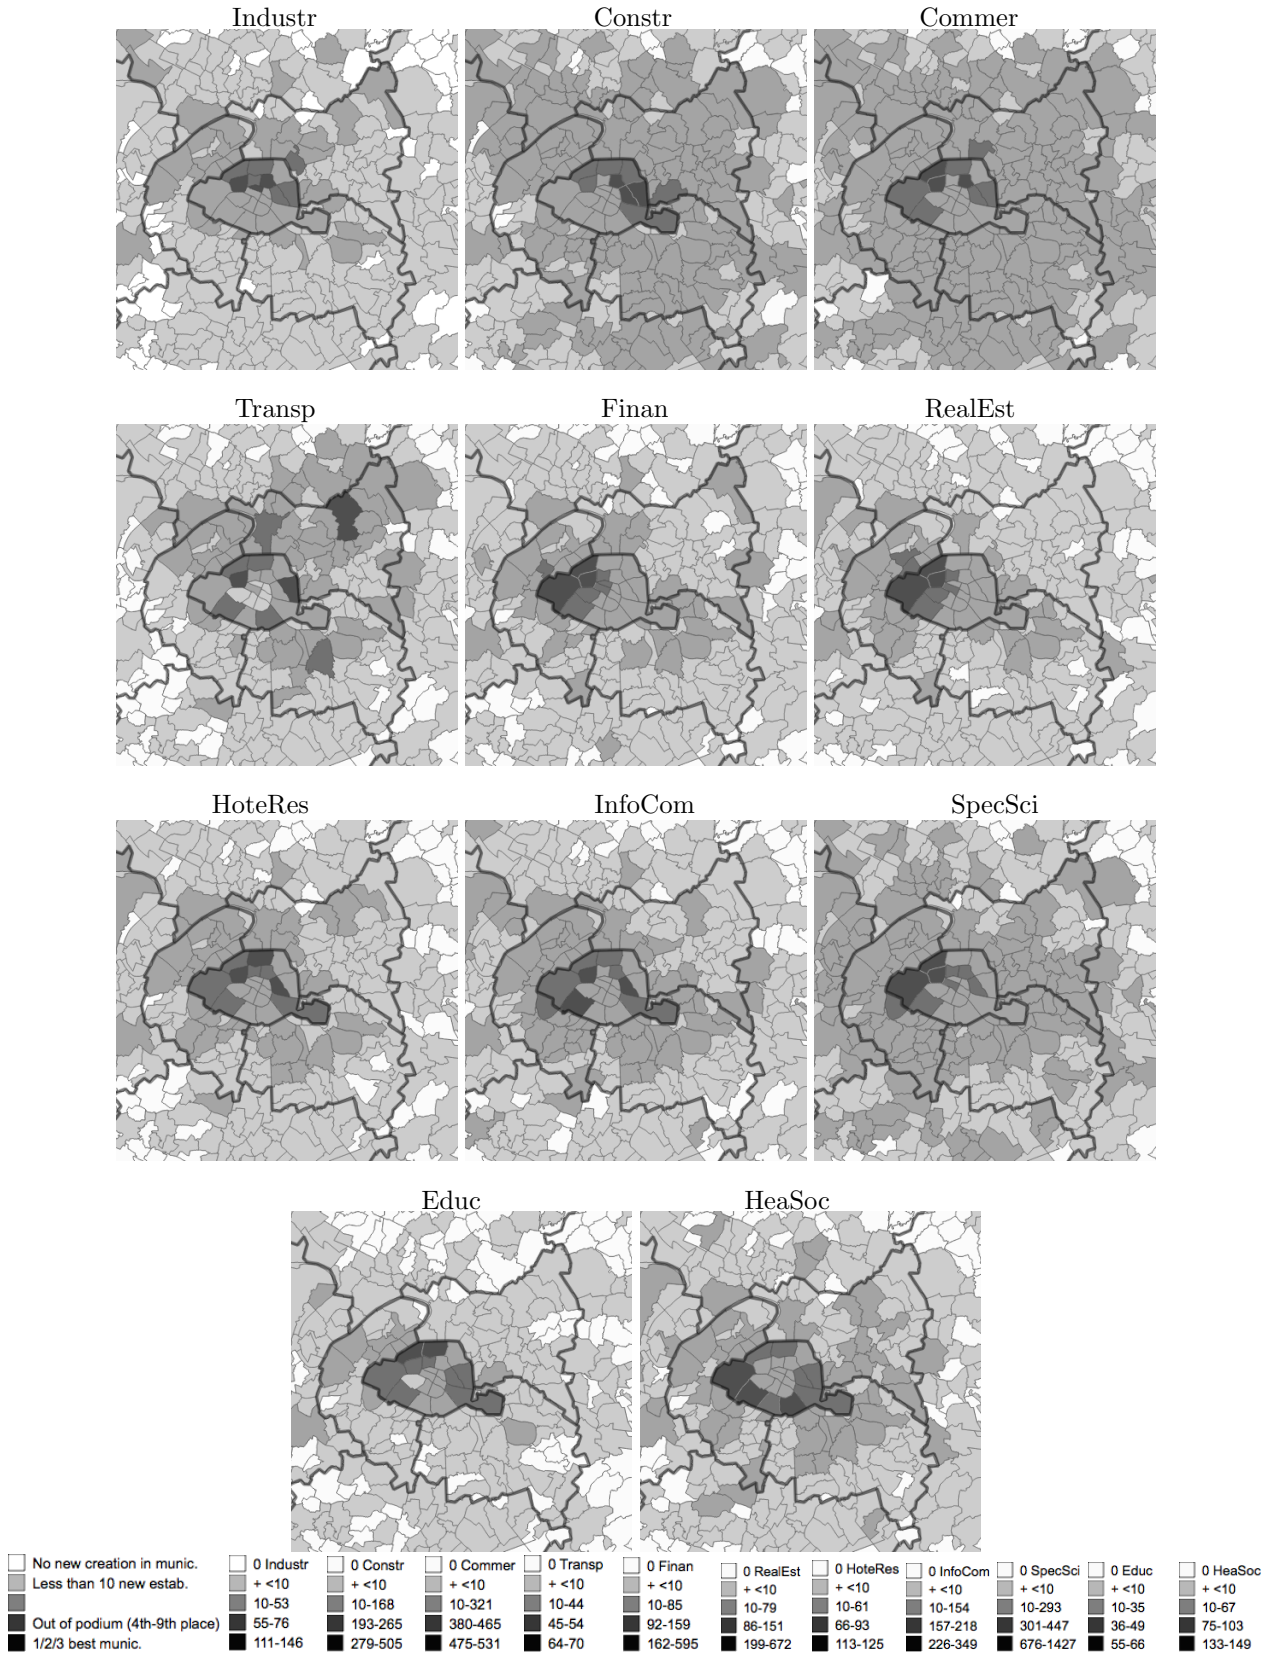 Industr
Constr
Commer
Transp
Finan
RealEst
HoteRes
InfoCom
SpecSci
Educ
HeaSoc
No new creation in munic.
Less than 10 new estab.
Out of podium (4th-9th place)
1/2/3 best munic.
0 Industr
+ <10
10-53
55-76
111-146
0 Constr
+ <10
10-168
193-265
279-505
0 Commer
+ <10
10-321
380-465
475-531
0 Transp
+ <10
10-44
45-54
64-70
0 Finan
+ <10
10-85
92-159
162-595
0 RealEst
+ <10
10-79
86-151
199-672
0 HoteRes
+ <10
10-61
66-93
113-125
0 InfoCom
+ <10
10-154
157-218
226-349
0 SpecSci
+ <10
10-293
301-447
676-1427
0 Educ
+ <10
10-35
36-49
55-66
0 HeaSoc
+ <10
10-67
75-103
133-149